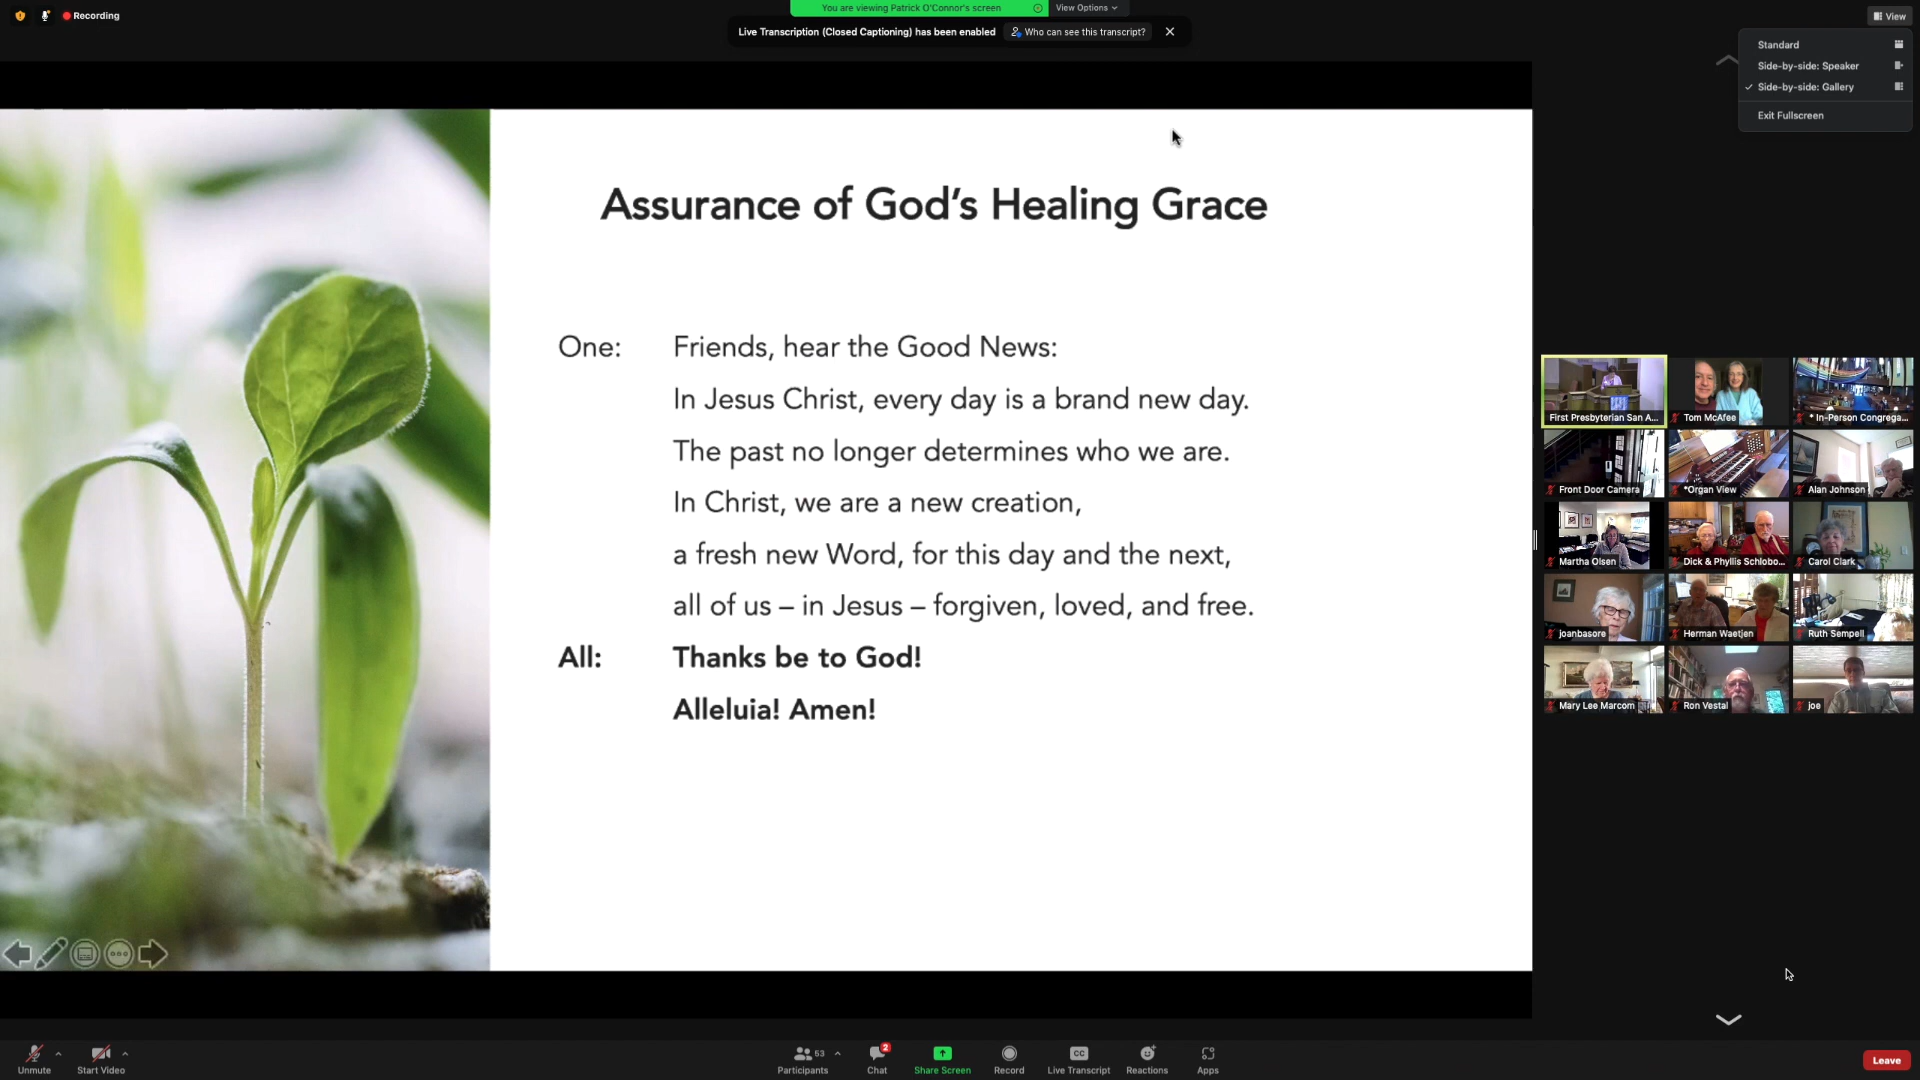 Recording
You are viewing Patrick O'Connor's screen
View Options
View
Live Transcription (Closed Captioning) has been enabled
Who can see this transcript?
Standard
Side-by-side: Speaker
Side-by-side: Gallery
Exit Fullscreen
Assurance of God's Healing Grace
One: Friends, hear the Good News:
In Jesus Christ, every day is a brand new day.
The past no longer determines who we are.
In Christ, we are a new creation,
a fresh new Word, for this day and the next,
all of us – in Jesus – forgiven, loved, and free.
All: Thanks be to God!
Alleluia! Amen!
First Presbyterian San A...
Tom McAfee
* In-Person Congrega...
Front Door Camera
*Organ View
Alan Johnson
Martha Olsen
Dick & Phyllis Schlobo...
Carol Clark
joanbasore
Herman Waetjen
Ruth Sempell
Mary Lee Marcom
Ron Vestal
joe
Unmute
Start Video
53
Participants
2
Chat
Share Screen
Record
CC
Live Transcript
Reactions
Apps
Leave